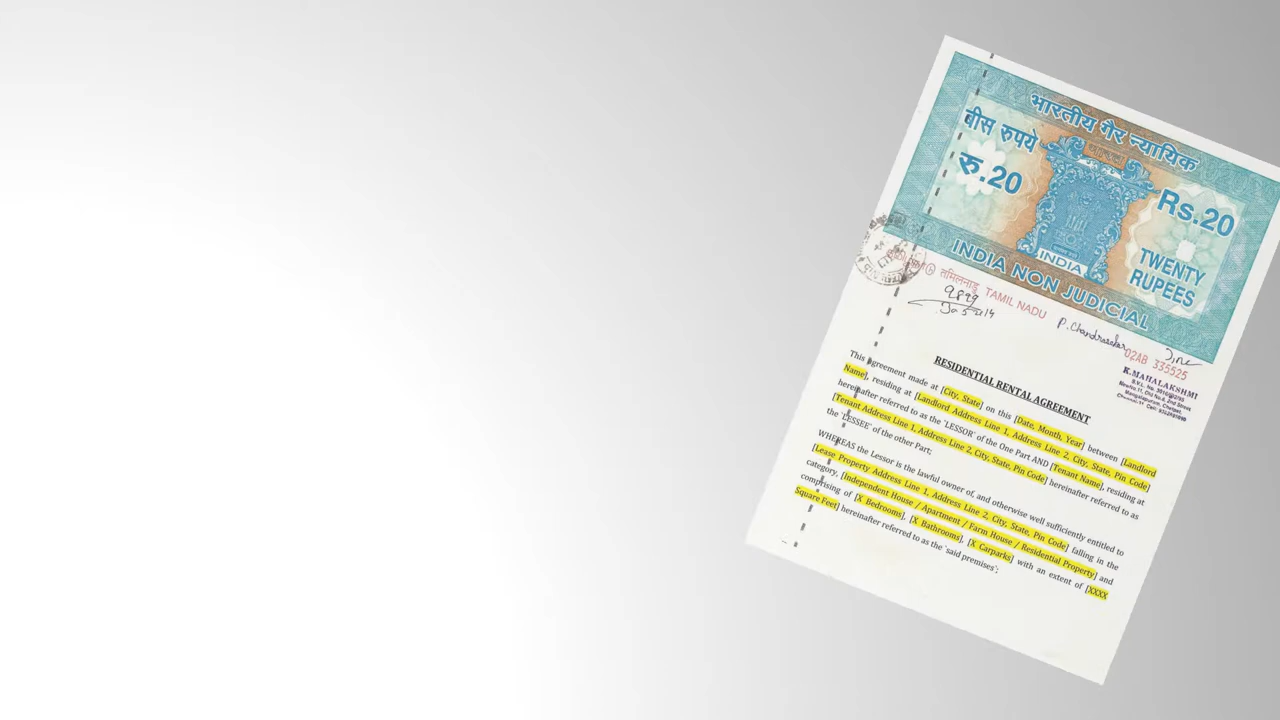 भारतीय गैर न्यायिक
बीस रुपये
रु.20
Rs.20
TWENTY
RUPEES
INDIA
INDIA NON JUDICIAL
तमिलनाडु TAMIL NADU
P. Chandrasekar
02AB 335525
K.MAHALAKSHMI
RESIDENTIAL RENTAL AGREEMENT
This agreement made at [City, State] on this [Date, Month, Year] between [Landlord
Name], residing at [Landlord Address Line 1, Address Line 2, City, State, Pin Code]
hereinafter referred to as the `LESSOR` of the One Part AND [Tenant Name], residing at
[Tenant Address Line 1, Address Line 2, City, State, Pin Code] hereinafter referred to as
the `LESSEE` of the other Part;
WHEREAS the Lessor is the lawful owner of, and otherwise well sufficiently entitled to
[Lease Property Address Line 1, Address Line 2, City, State, Pin Code] falling in the
category, [Independent House / Apartment / Farm House / Residential Property] and
comprising of [X Bedrooms], [X Bathrooms], [X Carparks] with an extent of [XXXX
Square Feet] hereinafter referred to as the `said premises`;